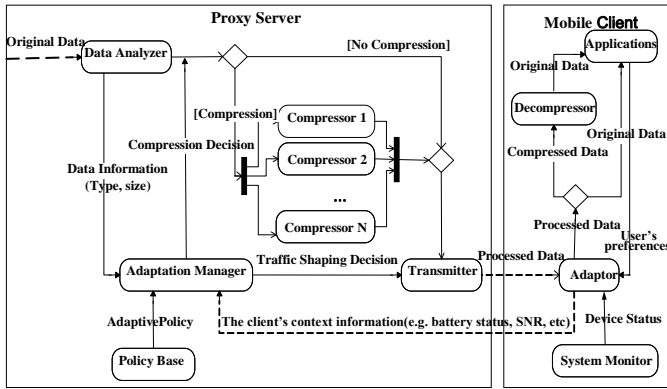 Proxy Server
Mobile Client
Original Data
Data Analyzer
[No Compression]
Applications
Original Data
Decompressor
[Compression]
Compressor 1
Compression Decision
Compressor 2
...
Compressor N
Original Data
Compressed Data
Data Information
(Type, size)
Processed Data
User's
preferences
Traffic Shaping Decision
Processed Data
Adaptation Manager
Transmitter
Adaptor
AdaptivePolicy
The client's context information(e.g. battery status, SNR, etc)
Device Status
Policy Base
System Monitor